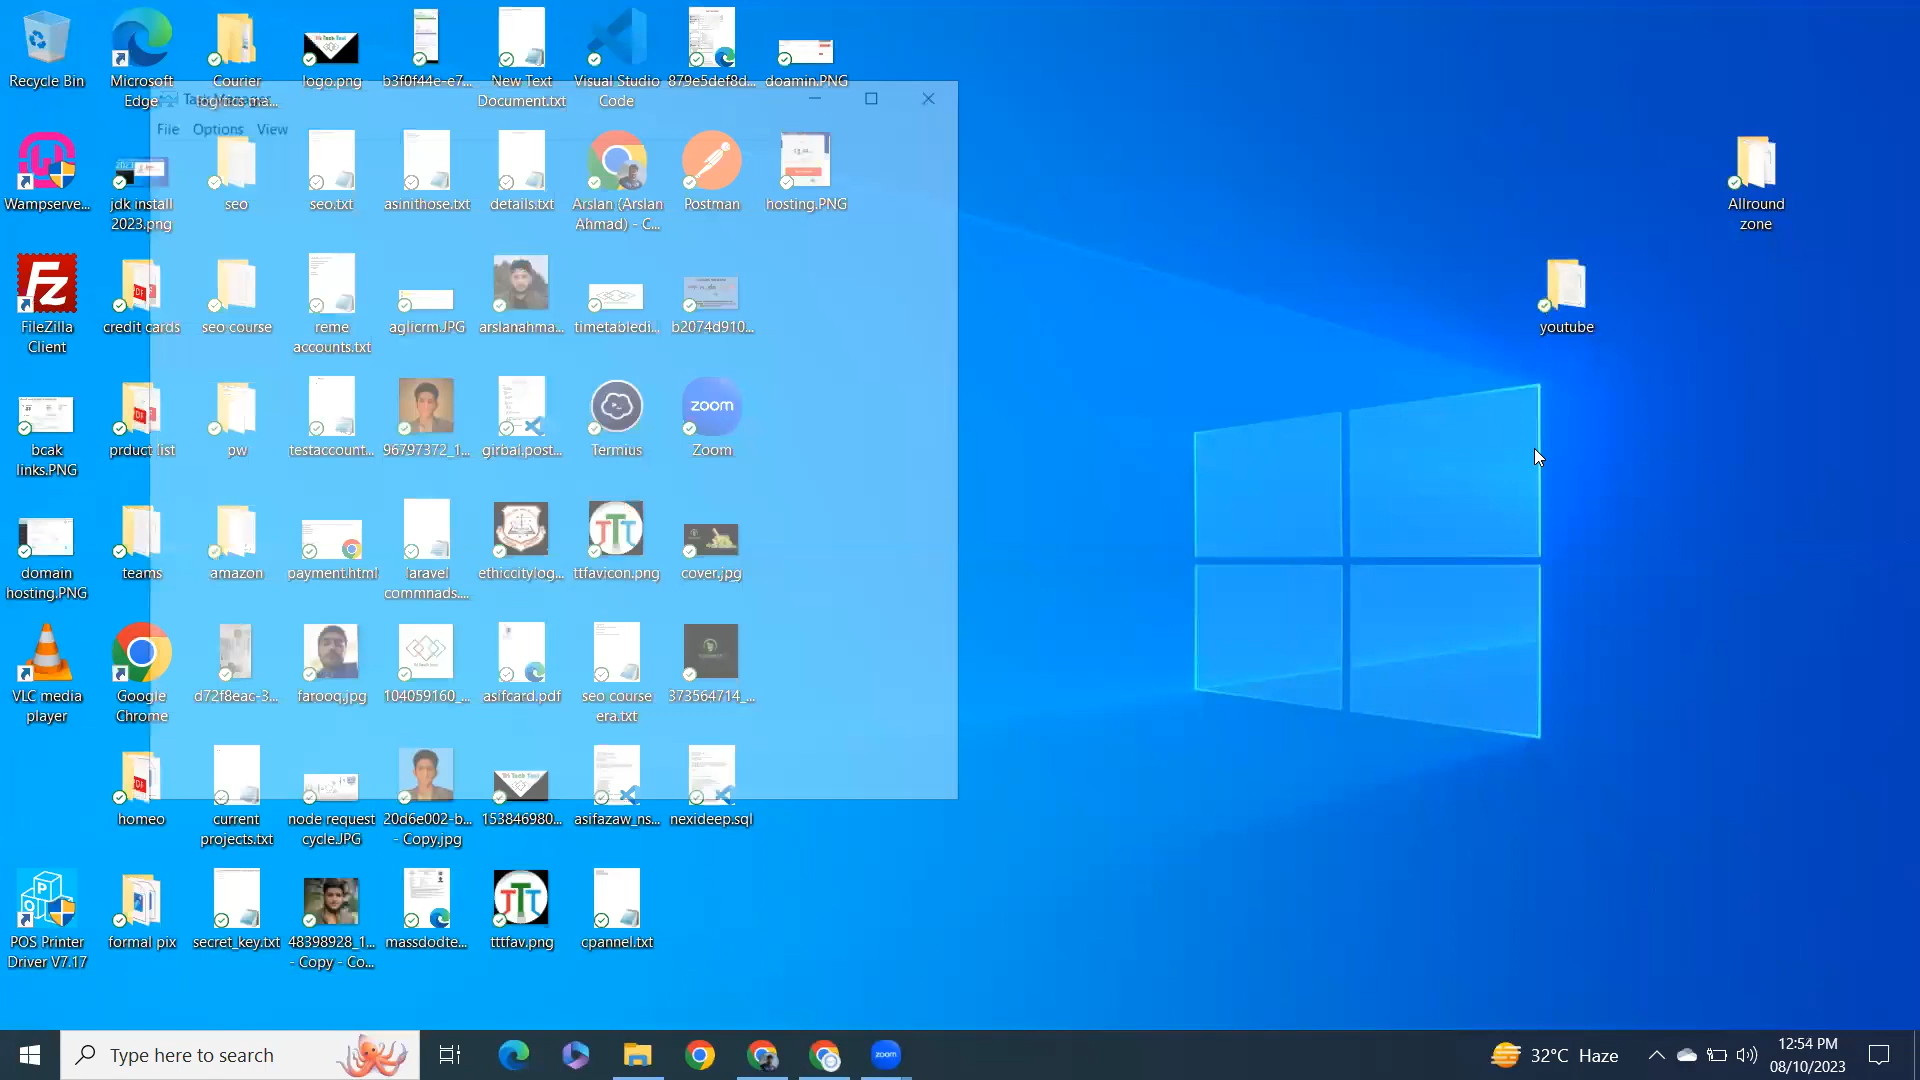 Recycle Bin
Microsoft
Edge
Courier
logistics ma...
logo.png
b3f0f44e-e7...
New Text
Document.txt
Visual Studio
Code
879e5def8d...
doamin.PNG
Task Manager
File Options View
Wampserve...
jdk install
2023.png
seo
seo.txt
asinithose.txt
details.txt
Arslan (Arslan
Ahmad) - C...
Postman
hosting.PNG
Allround
zone
FileZilla
Client
credit cards
seo course
reme
accounts.txt
aglicrm.JPG
arslanahma...
timetabledi...
b2074d910...
youtube
bcak
links.PNG
prduct list
pw
testaccount...
96797372_1...
girbal.post...
Termius
zoom
Zoom
domain
hosting.PNG
teams
amazon
payment.html
laravel
commnads....
ethiccitylog...
ttfavicon.png
cover.jpg
VLC media
player
Google
Chrome
d72f8eac-3...
farooq.jpg
104059160_...
asifcard.pdf
seo course
era.txt
373564714_...
homeo
current
projects.txt
node request
cycle.JPG
20d6e002-b...
- Copy.jpg
153846980...
asifazaw_ns...
nexideep.sql
POS Printer
Driver V7.17
formal pix
secret_key.txt
48398928_1...
- Copy - Co...
massdodte...
tttfav.png
cpannel.txt
Type here to search
zoom
32°C Haze
12:54 PM
08/10/2023